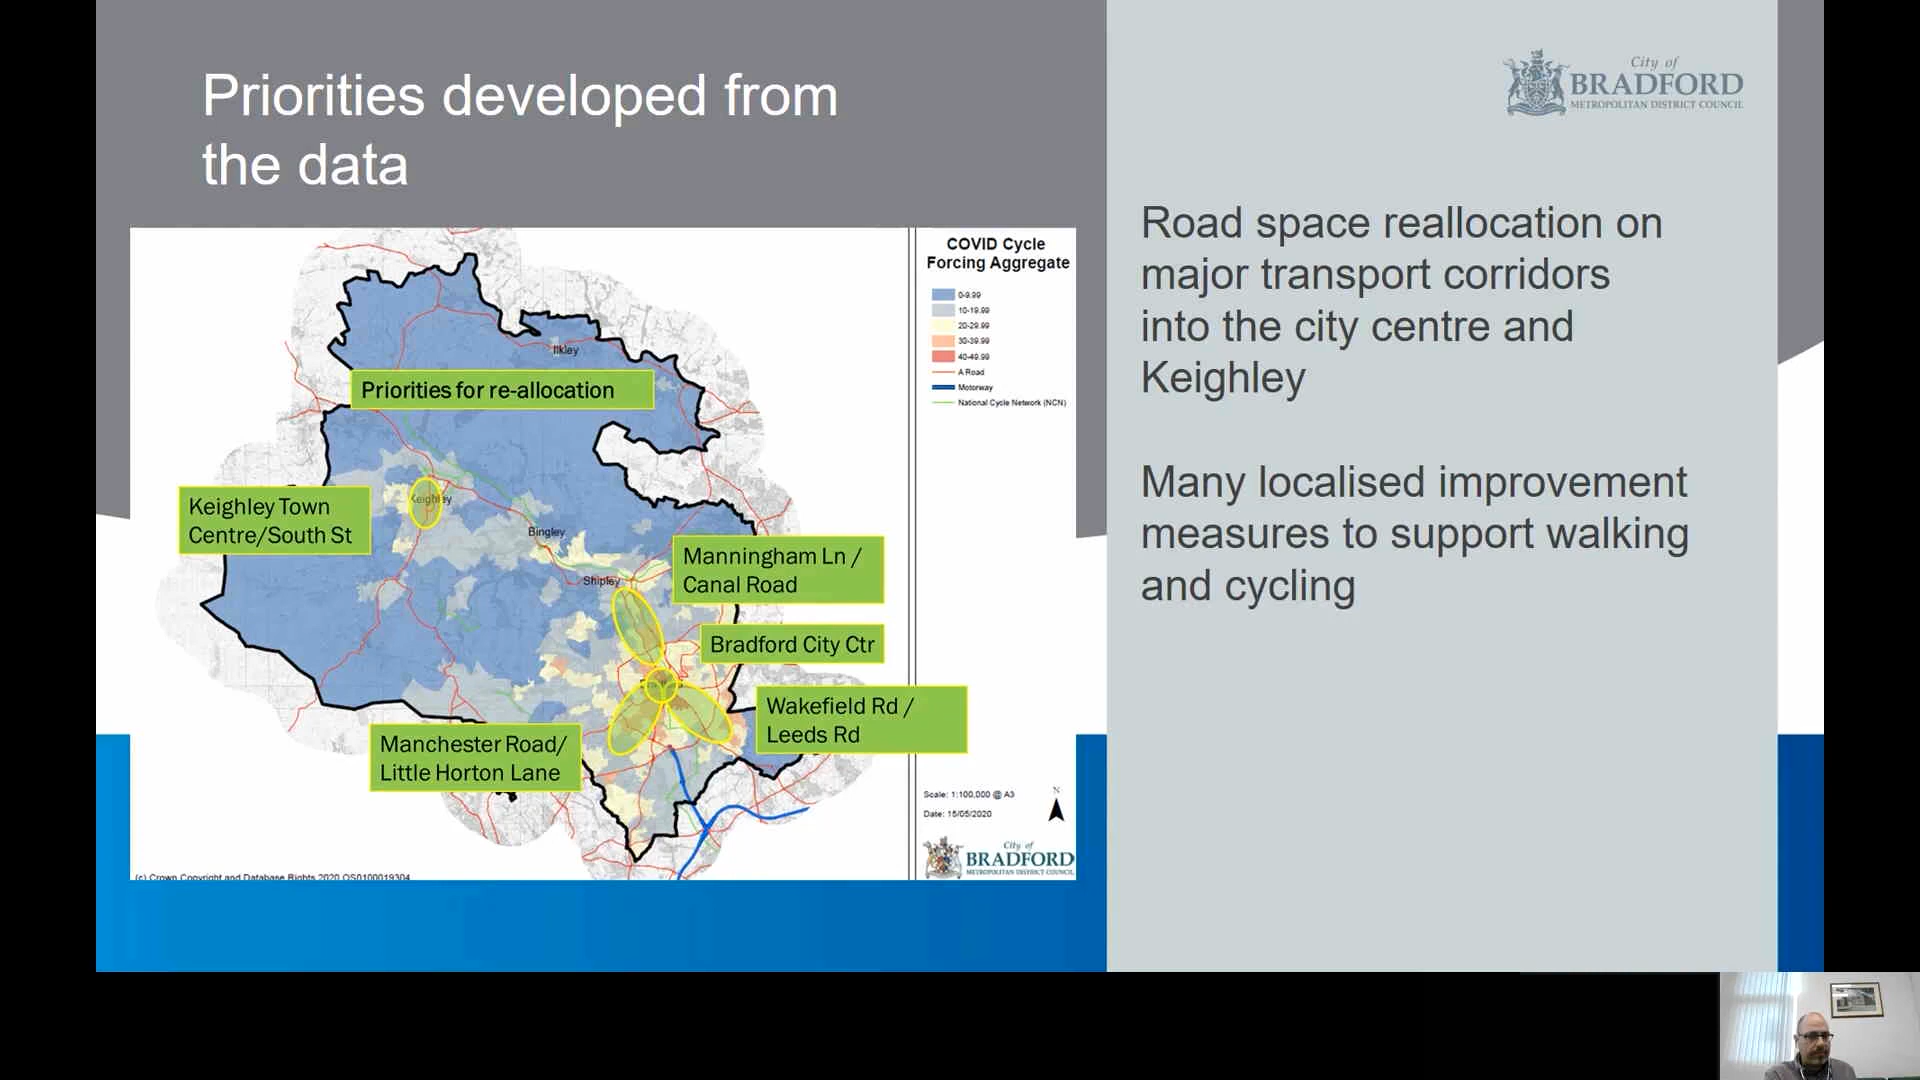 Priorities developed from
the data
City of
BRADFORD
METROPOLITAN DISTRICT COUNCIL
Road space reallocation on
major transport corridors
into the city centre and
Keighley
Many localised improvement
measures to support walking
and cycling
COVID Cycle
Forcing Aggregate
0-9.99
10-19.99
20-29.99
30-39.99
40-49.99
A Road
Motorway
National Cycle Network (NCN)
Ilkley
Priorities for re-allocation
Keighley
Keighley Town
Centre/South St
Bingley
Shipley
Manningham Ln /
Canal Road
Bradford City Ctr
Wakefield Rd /
Leeds Rd
Manchester Road/
Little Horton Lane
Scale: 1:100,000 @ A3
N
Date: 15/05/2020
City of
BRADFORD
METROPOLITAN DISTRICT COUNCIL
(c) Crown Copyright and Database Rights 2020 OS0100019304